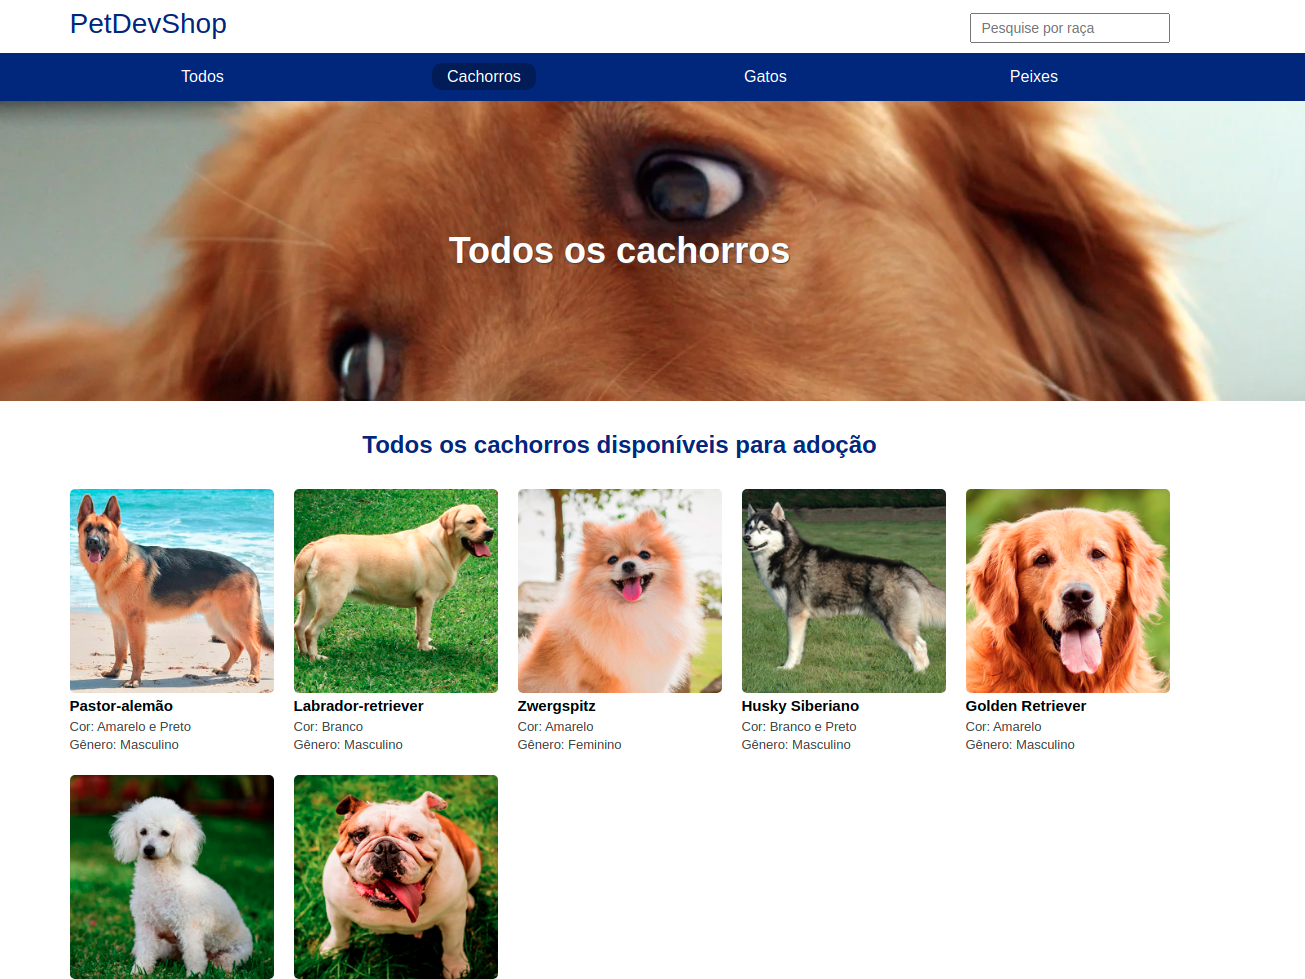 PetDevShop
Pesquise por raça
Todos
Cachorros
Gatos
Peixes
Todos os cachorros
Todos os cachorros disponíveis para adoção
Pastor-alemão
Cor: Amarelo e Preto
Gênero: Masculino
Labrador-retriever
Cor: Branco
Gênero: Masculino
Zwergspitz
Cor: Amarelo
Gênero: Feminino
Husky Siberiano
Cor: Branco e Preto
Gênero: Masculino
Golden Retriever
Cor: Amarelo
Gênero: Masculino